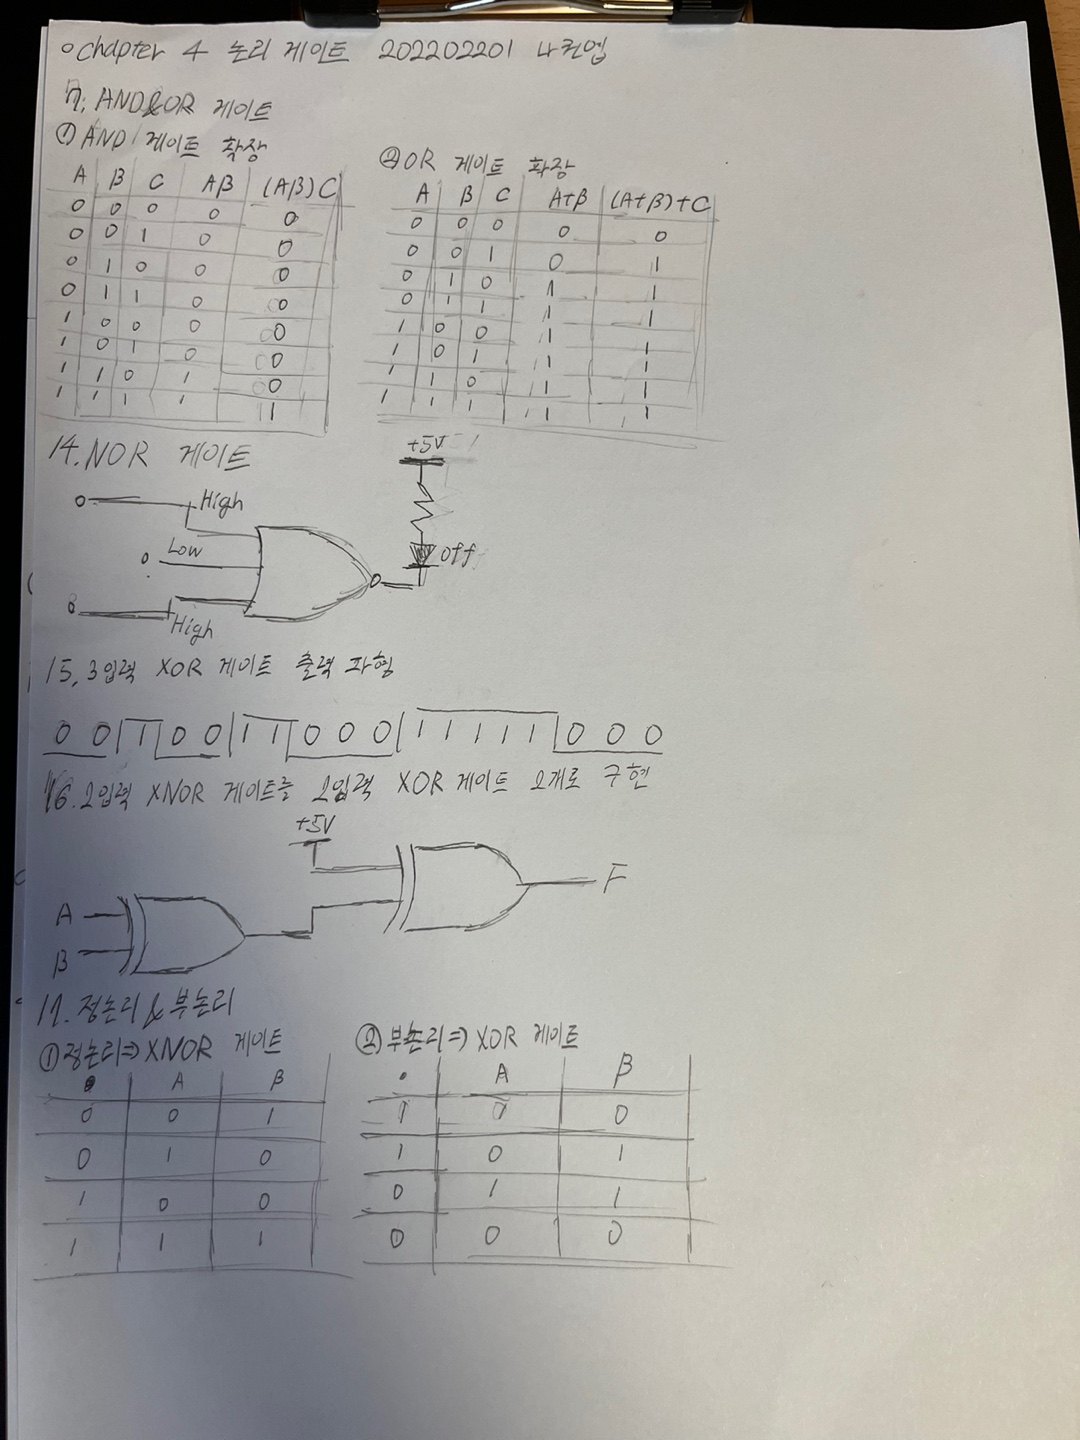 ○ Chapter 4 논리 게이트 202202201 나컨엡
7. AND&OR 게이트
① AND 게이트 확장
A B C AB (AB)C
0 0 0 0 0
0 0 1 0 0
0 1 0 0 0
0 1 1 0 0
1 0 0 0 0
1 0 1 0 0
1 1 0 1 0
1 1 1 1 1
② OR 게이트 확장
A B C A+B (A+B)+C
0 0 0 0 0
0 0 1 0 1
0 1 0 1 1
0 1 1 1 1
1 0 0 1 1
1 0 1 1 1
1 1 0 1 1
1 1 1 1 1
14. NOR 게이트
+5V
High
Low
off
High
15. 3입력 XOR 게이트 출력 파형
0 0 1 0 0 1 1 0 0 0 1 1 1 1 1 0 0 0
16. 2입력 XNOR 게이트를 2입력 XOR 게이트 2개로 구현
+5V
F
A
B
17. 정논리 & 부논리
① 정논리⇒XNOR 게이트
A B
0 0 1
0 1 0
1 0 0
1 1 1
② 부논리⇒XOR 게이트
A B
1 1 0
1 0 1
0 1 1
0 0 0